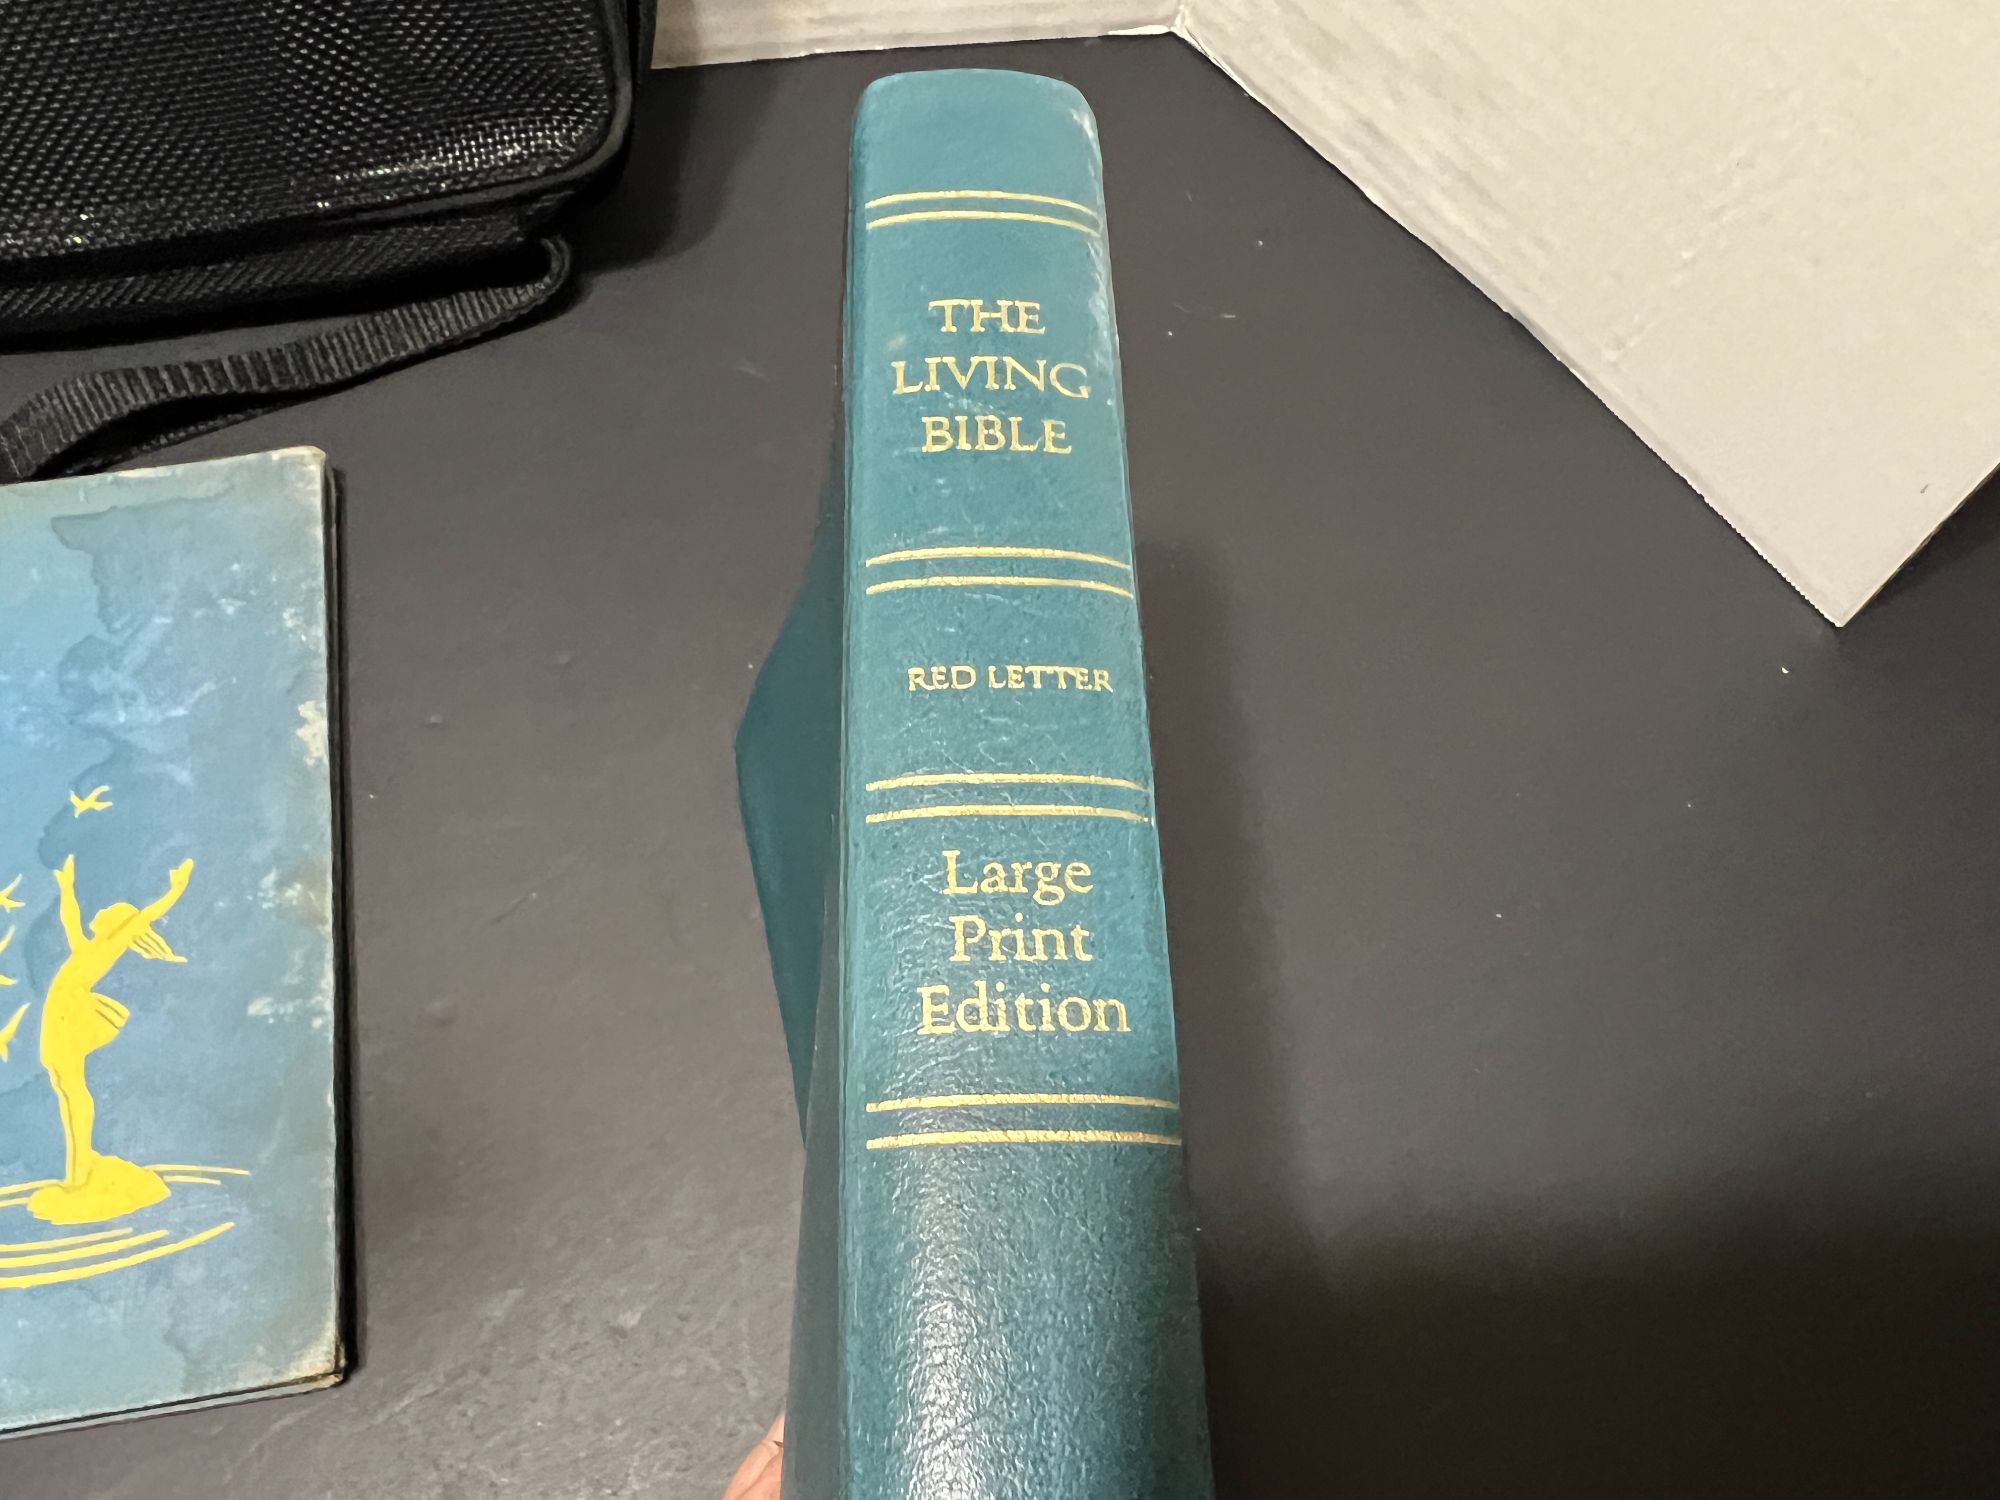 THE
LIVING
BIBLE
RED LETTER
Large
Print
Edition